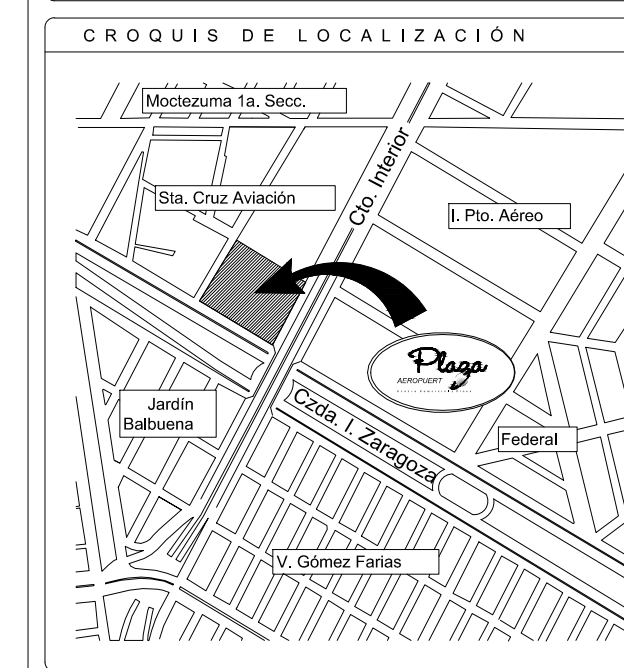 CROQUIS DE LOCALIZACIÓN
Moctezuma 1a. Secc.
Cto. Interior
Sta. Cruz Aviación
I. Pto. Aéreo
Plaza
AEROPUERT
Jardín
Balbuena
Czda. I. Zaragoza
Federal
V. Gómez Farias